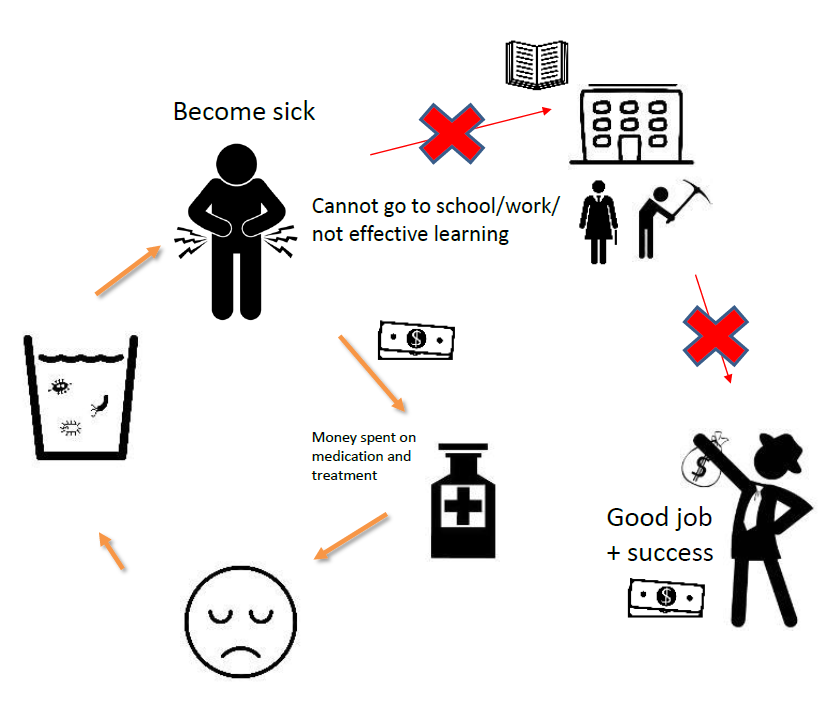 Become sick
Cannot go to school/work/
not effective learning
$
Money spent on
medication and
treatment
$
Good job
+ success
$